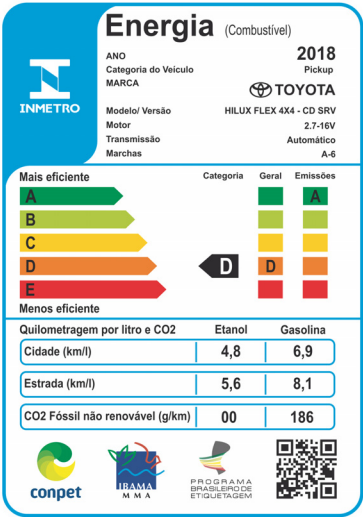 Energia (Combustível)
INMETRO
ANO 2018
Categoria do Veículo Pickup
MARCA TOYOTA
Modelo/ Versão HILUX FLEX 4X4 - CD SRV
Motor 2.7-16V
Transmissão Automático
Marchas A-6
Mais eficiente Categoria Geral Emissões
A A
B
C
D D D
E
Menos eficiente
Quilometragem por litro e CO2 Etanol Gasolina
Cidade (km/l) 4,8 6,9
Estrada (km/l) 5,6 8,1
CO2 Fóssil não renovável (g/km) 00 186
conpet
IBAMA
M M A
PROGRAMA
BRASILEIRO DE
ETIQUETAGEM